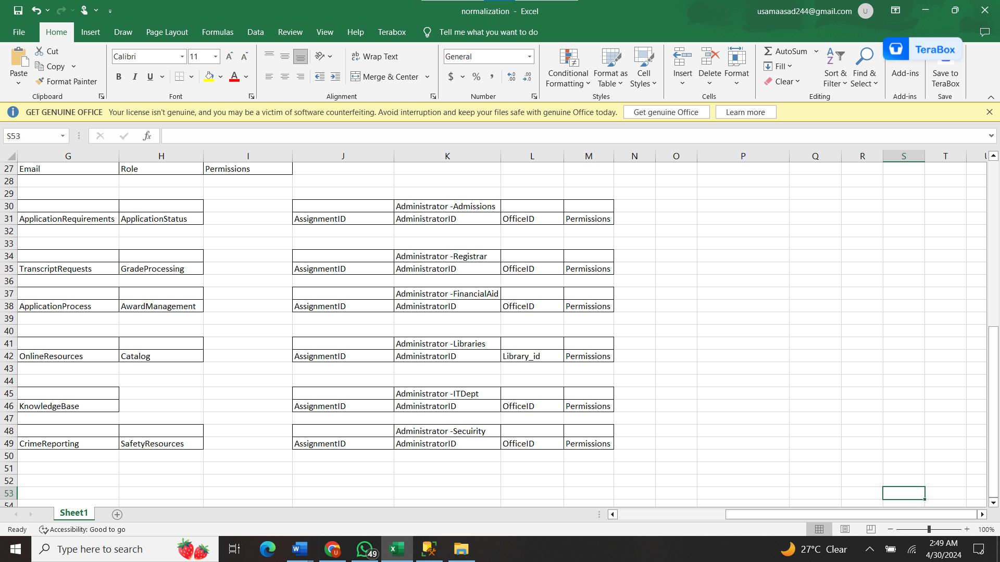 normalization - Excel
usamaasad244@gmail.com U
File Home Insert Draw Page Layout Formulas Data Review View Help Terabox Tell me what you want to do
Paste
Cut
Copy
Format Painter
Clipboard
Calibri 11
B I U
Font
Wrap Text
Merge & Center
Alignment
General
$ % ,
Number
Conditional Formatting
Format as Table
Cell Styles
Styles
Insert Delete Format
Cells
AutoSum
Fill
Clear
Sort & Filter
Find & Select
Editing
Add-ins
Add-ins
TeraBox
Save to TeraBox
Save
GET GENUINE OFFICE Your license isn't genuine, and you may be a victim of software counterfeiting. Avoid interruption and keep your files safe with genuine Office today. Get genuine Office Learn more
S53 fx
G H I J K L M N O P Q R S T
27 Email Role Permissions
28
29
30 Administrator -Admissions
31 ApplicationRequirements ApplicationStatus AssignmentID AdministratorID OfficeID Permissions
32
33
34 Administrator -Registrar
35 TranscriptRequests GradeProcessing AssignmentID AdministratorID OfficeID Permissions
36
37 Administrator -FinancialAid
38 ApplicationProcess AwardManagement AssignmentID AdministratorID OfficeID Permissions
39
40
41 Administrator -Libraries
42 OnlineResources Catalog AssignmentID AdministratorID Library_id Permissions
43
44
45 Administrator -ITDept
46 KnowledgeBase AssignmentID AdministratorID OfficeID Permissions
47
48 Administrator -Secuirity
49 CrimeReporting SafetyResources AssignmentID AdministratorID OfficeID Permissions
50
51
52
53
54
Sheet1
Ready Accessibility: Good to go 100%
Type here to search
49
27°C Clear
2:49 AM
4/30/2024